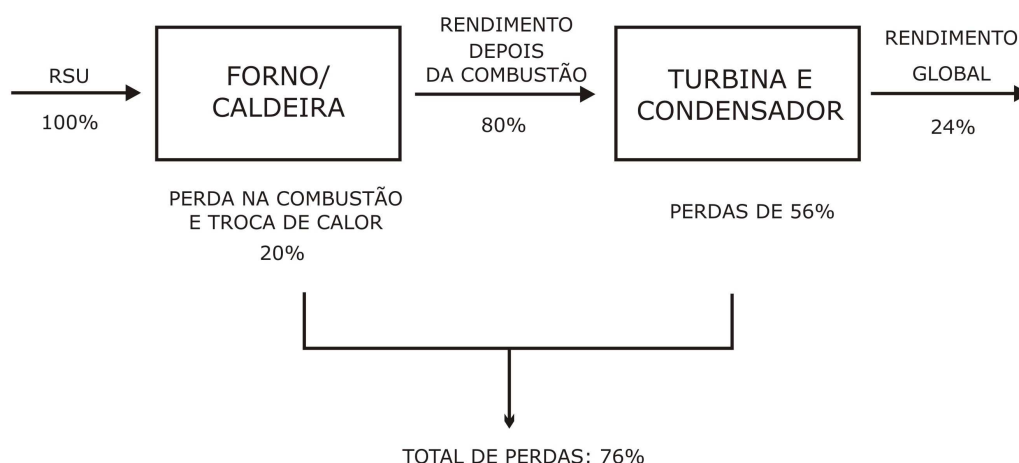 RSU
100%
FORNO/
CALDEIRA
RENDIMENTO
DEPOIS
DA COMBUSTÃO
80%
TURBINA E
CONDENSADOR
RENDIMENTO
GLOBAL
24%
PERDA NA COMBUSTÃO
E TROCA DE CALOR
20%
PERDAS DE 56%
TOTAL DE PERDAS: 76%